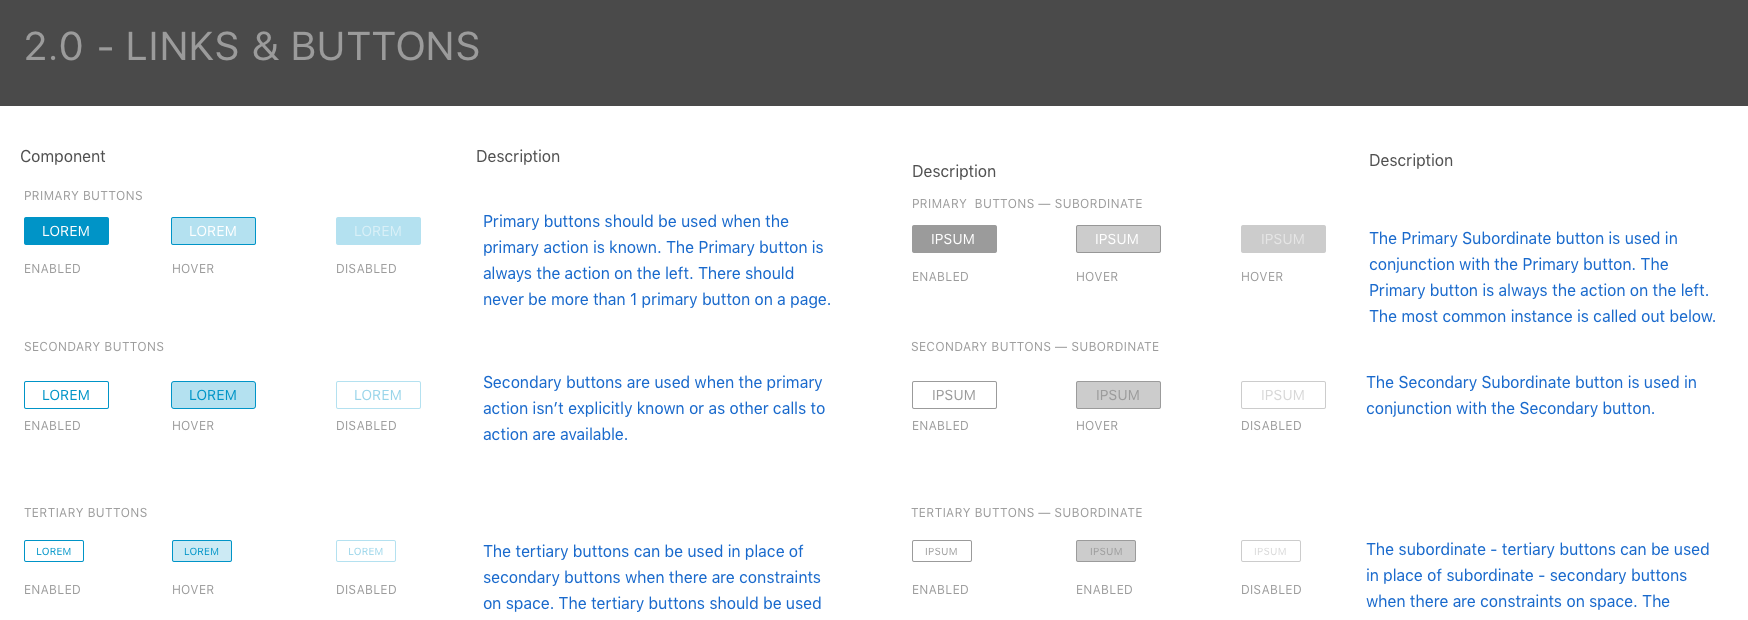 2.0 - LINKS & BUTTONS
Component
Description
PRIMARY BUTTONS
LOREM
LOREM
LOREM
ENABLED
HOVER
DISABLED
Primary buttons should be used when the
primary action is known. The Primary button is
always the action on the left. There should
never be more than 1 primary button on a page.
SECONDARY BUTTONS
LOREM
LOREM
LOREM
ENABLED
HOVER
DISABLED
Secondary buttons are used when the primary
action isn’t explicitly known or as other calls to
action are available.
TERTIARY BUTTONS
LOREM
LOREM
LOREM
ENABLED
HOVER
DISABLED
The tertiary buttons can be used in place of
secondary buttons when there are constraints
on space. The tertiary buttons should be used
Description
Description
PRIMARY BUTTONS — SUBORDINATE
IPSUM
IPSUM
IPSUM
ENABLED
HOVER
HOVER
The Primary Subordinate button is used in
conjunction with the Primary button. The
Primary button is always the action on the left.
The most common instance is called out below.
SECONDARY BUTTONS — SUBORDINATE
IPSUM
IPSUM
IPSUM
ENABLED
HOVER
DISABLED
The Secondary Subordinate button is used in
conjunction with the Secondary button.
TERTIARY BUTTONS — SUBORDINATE
IPSUM
IPSUM
IPSUM
ENABLED
ENABLED
DISABLED
The subordinate - tertiary buttons can be used
in place of subordinate - secondary buttons
when there are constraints on space. The